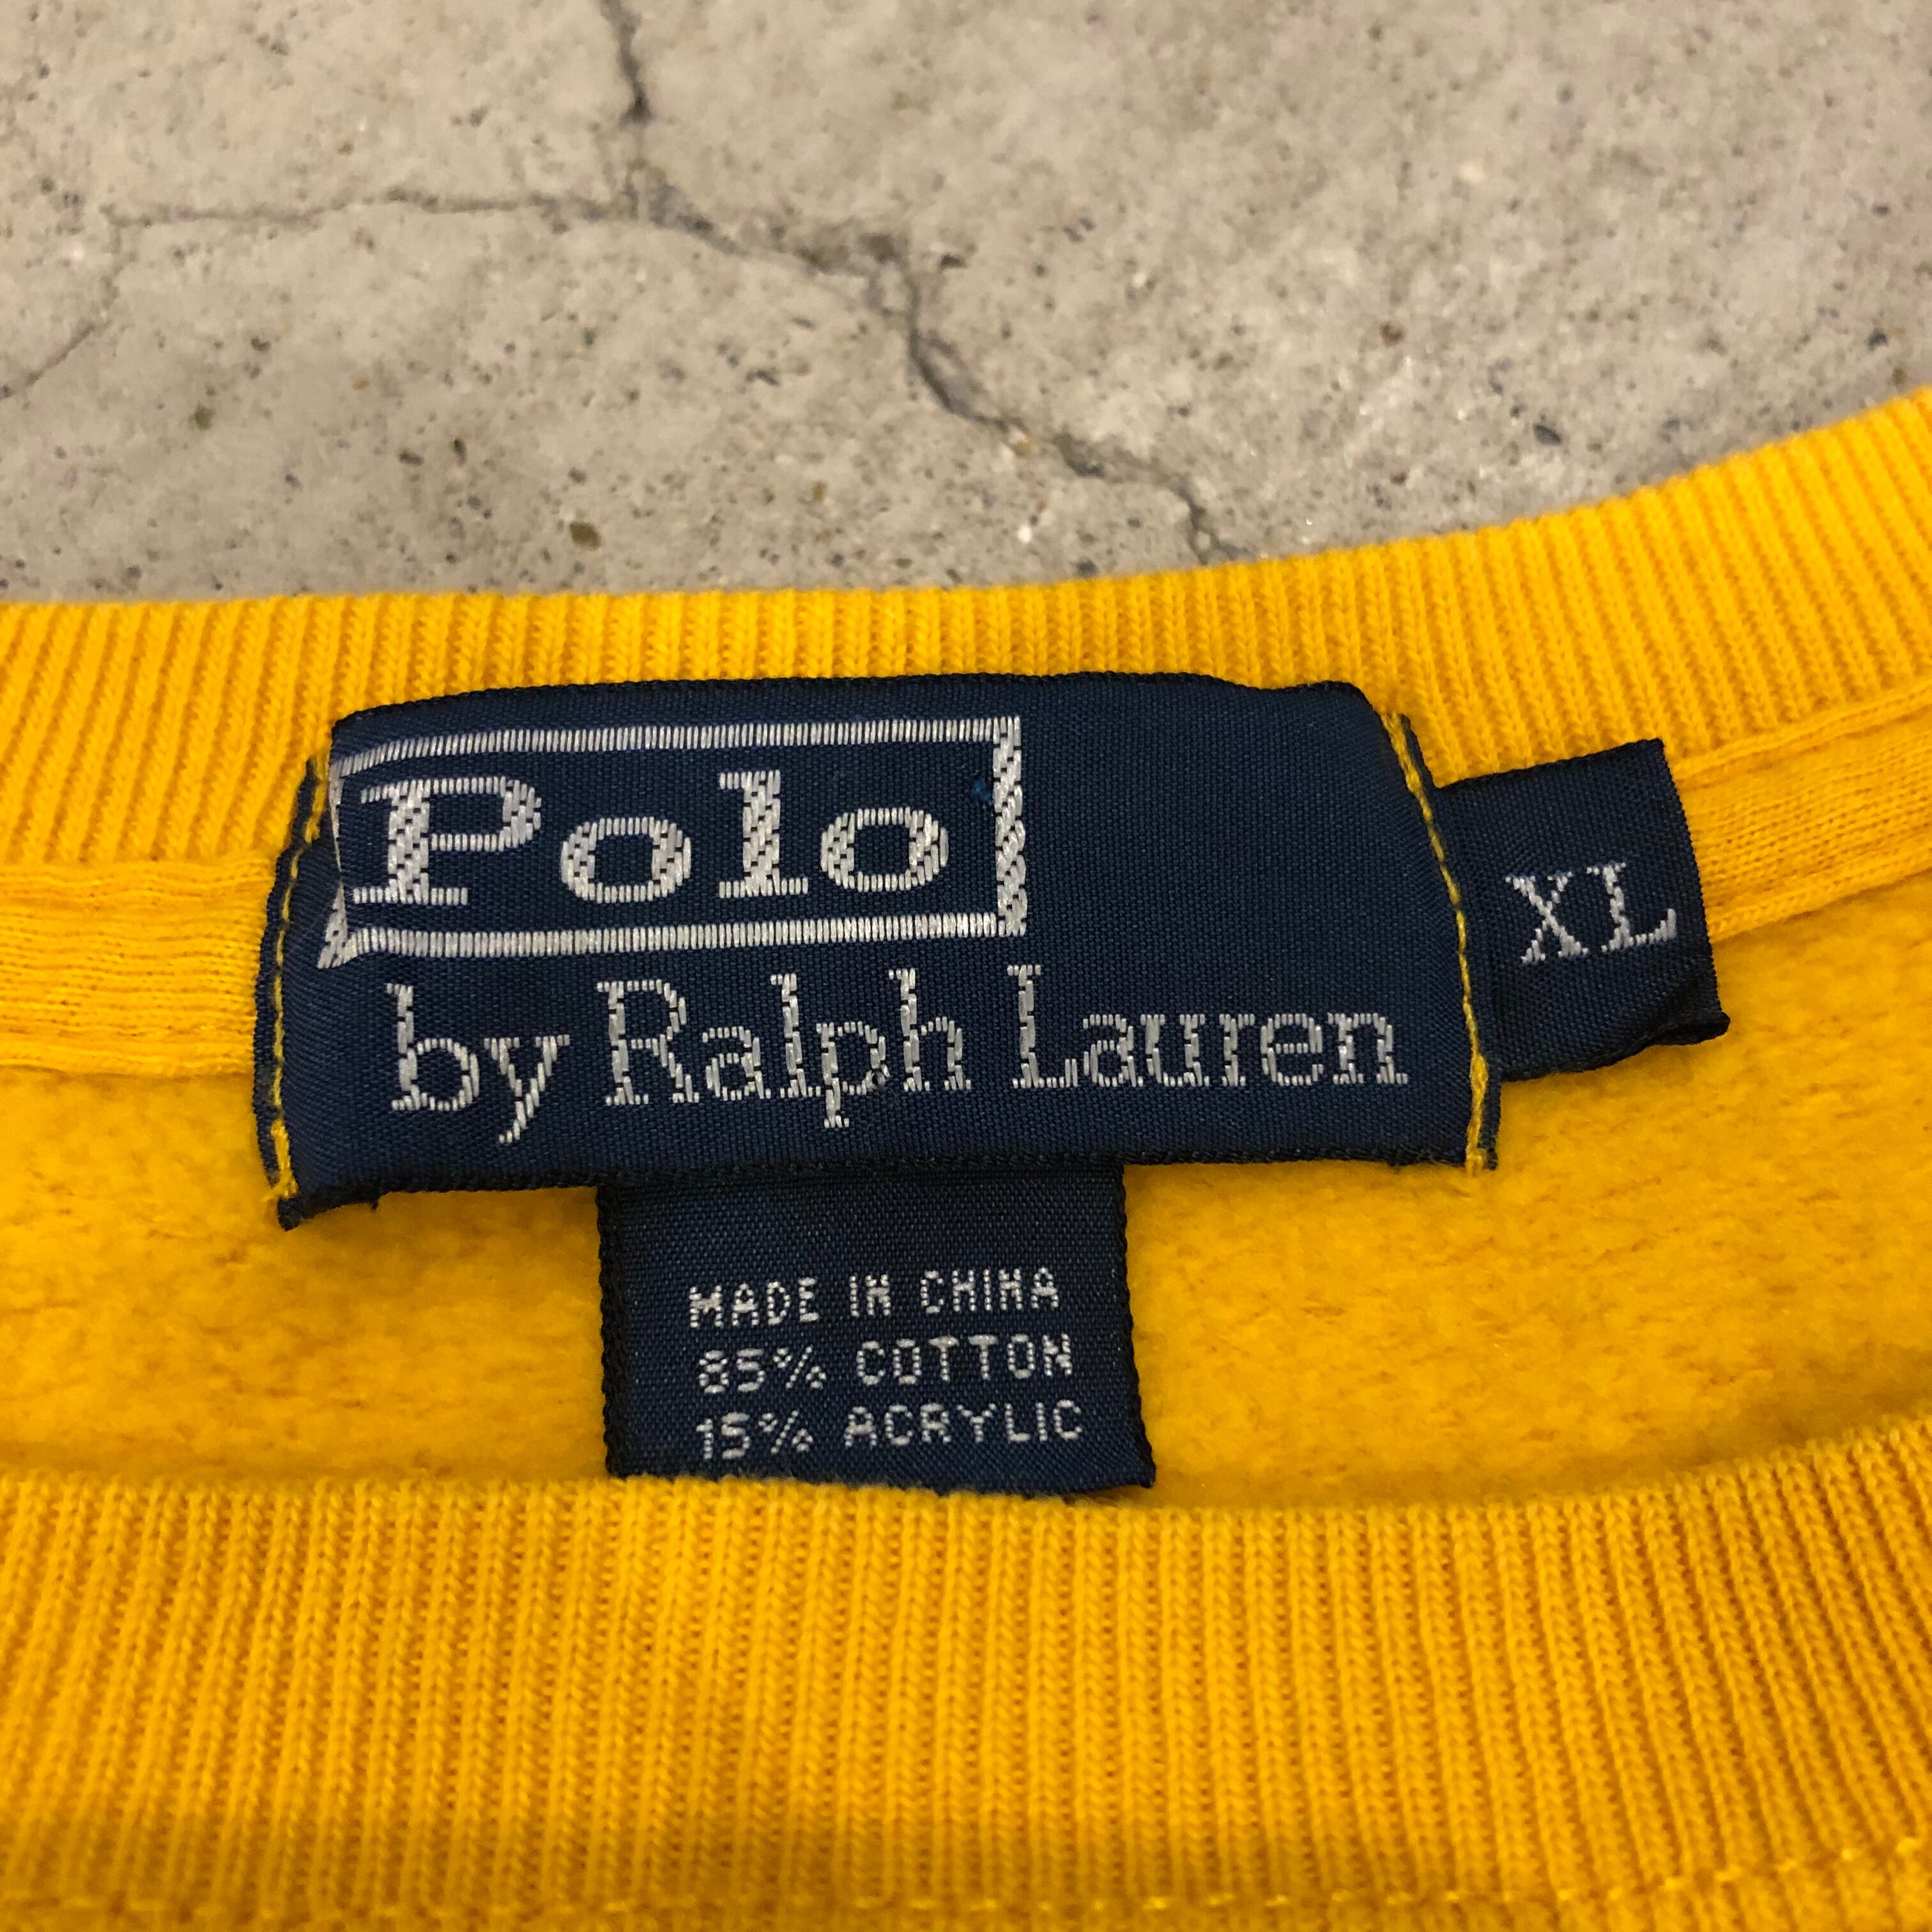 Polo
by Ralph Lauren
XL
MADE IN CHINA
85% COTTON
15% ACRYLIC